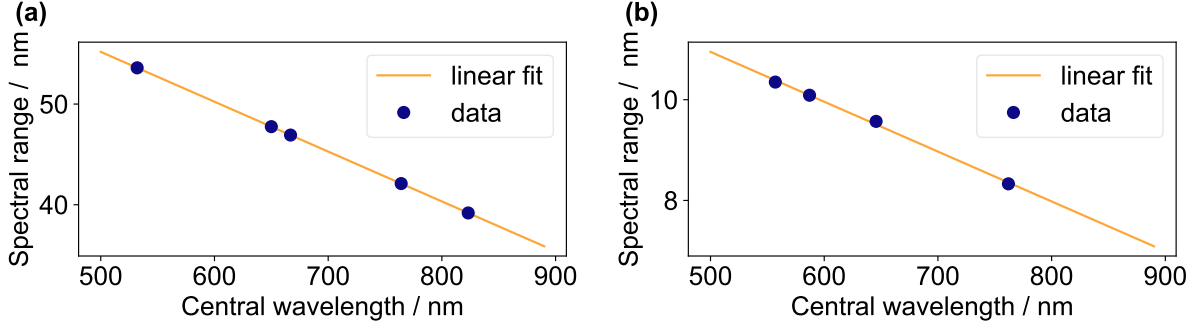 (a)
Spectral range /  nm
50
40
linear fit
data
500 600 700 800 900
Central wavelength / nm
(b)
Spectral range /  nm
10
8
linear fit
data
500 600 700 800 900
Central wavelength / nm